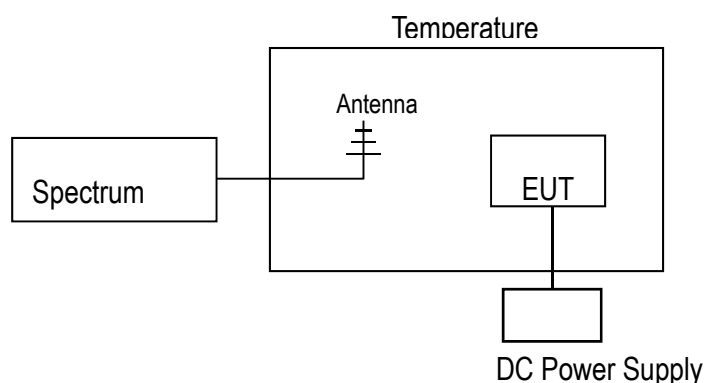 Temperature
Antenna
Spectrum
EUT
DC Power Supply